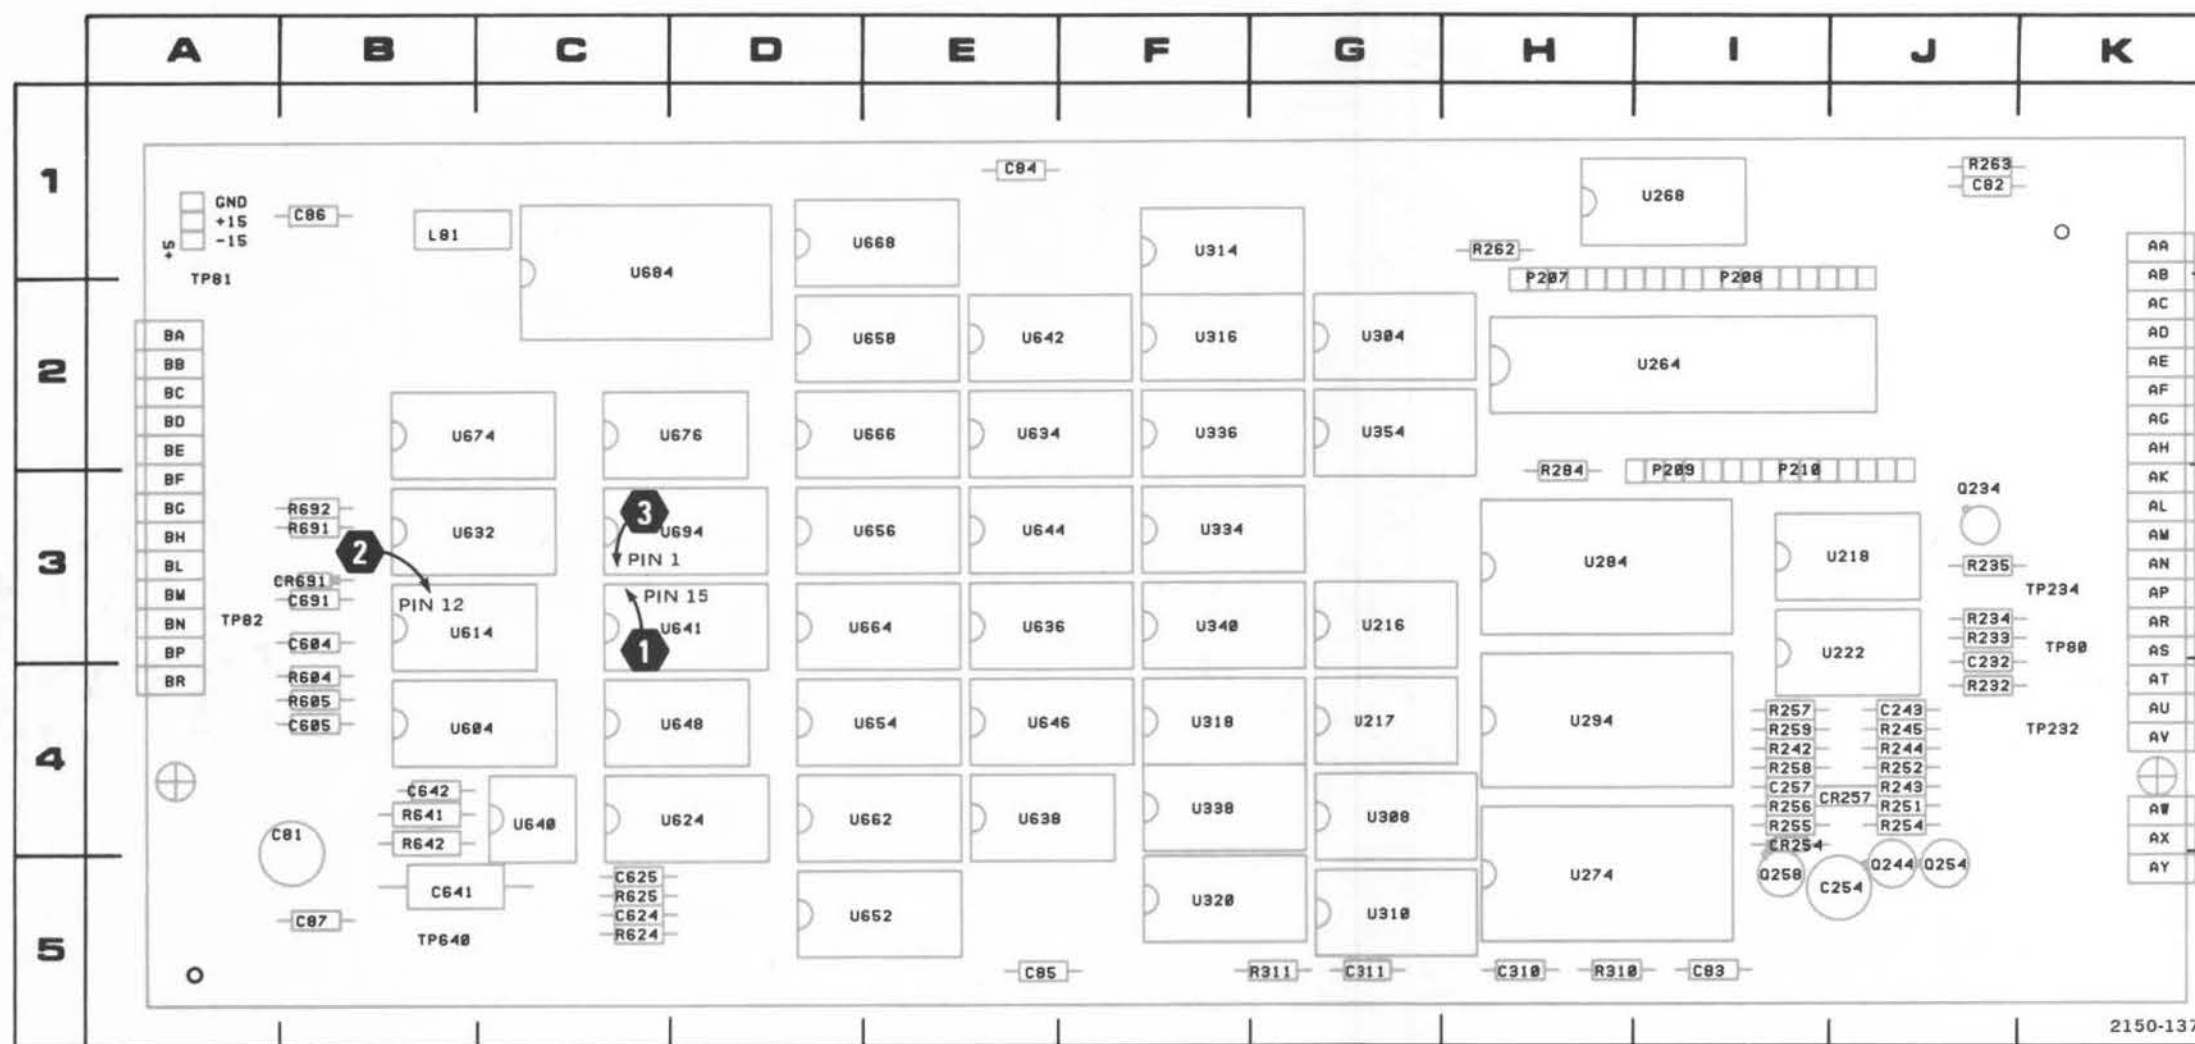 A B C D E F G H I J K
1
GND
+15
-15
+5
TP81
C86
L81
U684
U668
C84
U314
R262
U268
P207 P208
R263
C82
AA
AB
AC
AD
AE
AF
AG
AH
AK
AL
AM
AN
AP
AR
AS
AT
AU
AV
AW
AX
AY
2
BA
BB
BC
BD
BE
BF
BG
BH
BL
BM
BN
BP
BR
U658 U642 U316 U304 U264
U674 U676 U666 U634 U336 U354
R284 P209 P210
3
R692
R691
2
CR691
C691
TP82
C604
PIN 12
U632
3
U694
PIN 1
U656 U644 U334
U284
U218
Q234
R235
TP234
U614
PIN 15
U641
1
U664 U636 U340 U216
U222
R234
R233
C232
R232
TP80
4
R604
R605
C605
U604 U648 U654 U646 U318 U217 U294
R257
R259
R242
R258
C257
R256
R255
CR254
CR257
C243
R245
R244
R252
R243
R251
R254
TP232
C642
R641
R642
C81
U640 U624 U662 U638 U338 U308
5
C641
C87
TP640
C625
R625
C624
R624
U652 U320 U310 U274
Q258 C254 Q244 Q254
C85 R311 C311 C310 R310 C83
2150-137